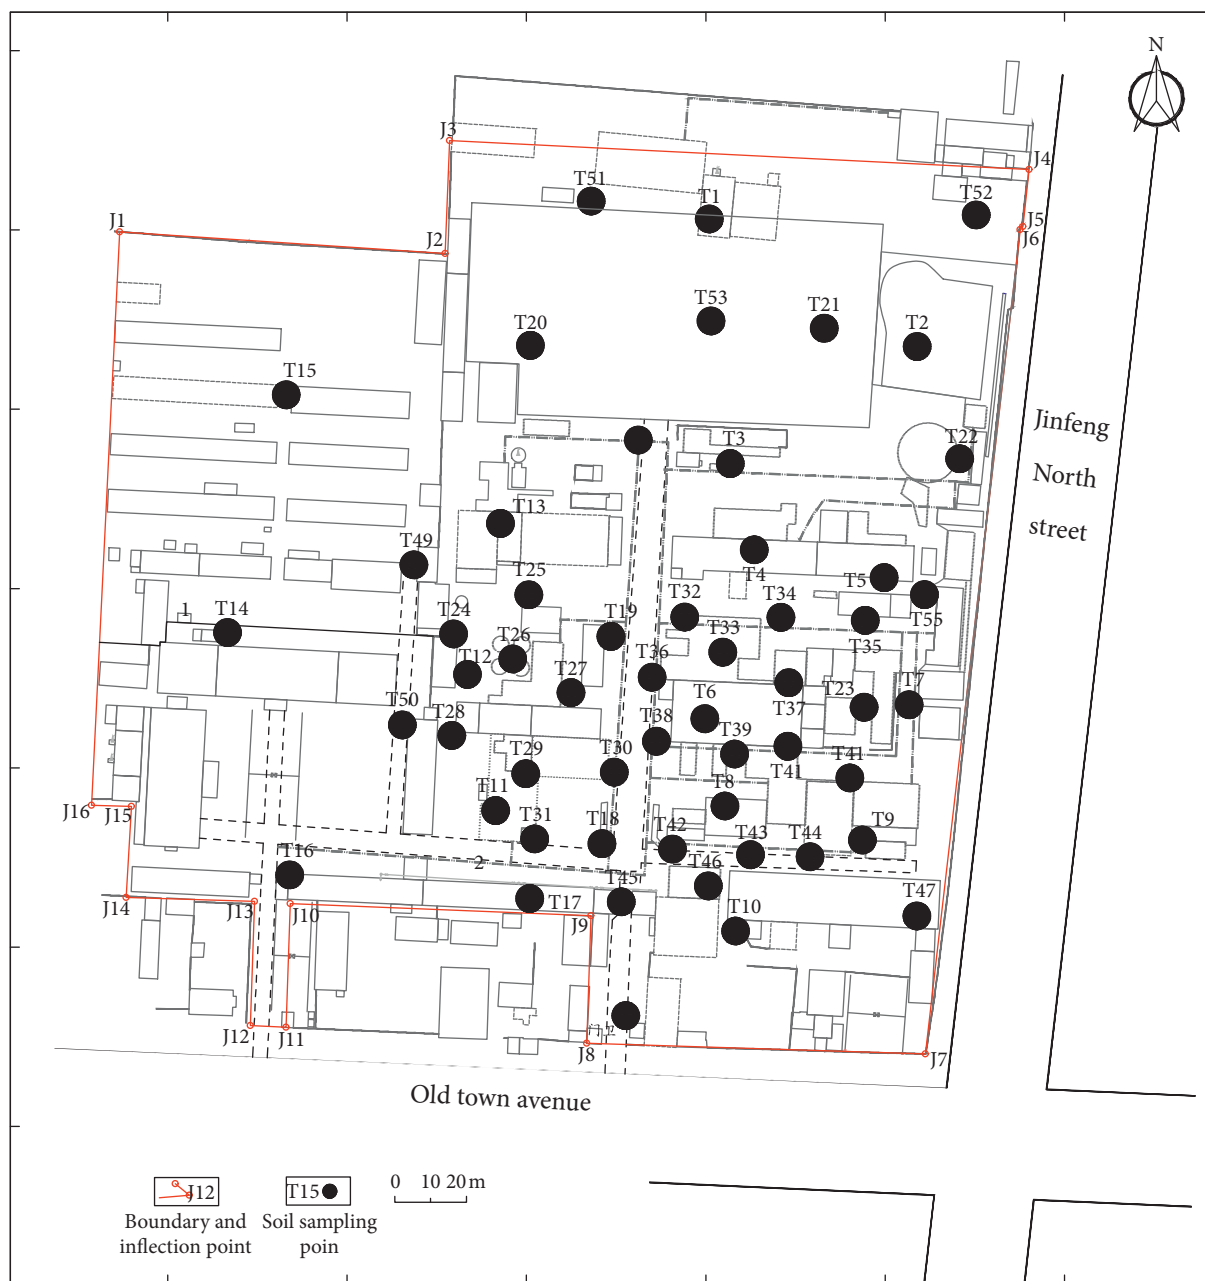 N
J3
J4
T51
T1
T52
J1
J5
J6
J2
T53
T21
T2
T20
T15
Jinfeng
North
street
T3
T22
T13
T49
T4
T5
T25
T55
T32
T34
1
T14
T24
T19
T35
T26
T33
T12
T36
T27
T23
T7
T37
T50
T28
T6
T38
T39
T29
T30
T41
T41
T11
T8
J16
J15
T31
T18
T42
T43
T44
T9
2
T16
T46
T45
T47
J14
J13
J10
T17
J9
T10
J12
J11
J8
J7
Old town avenue
J12
T15
0 10 20 m
Boundary and
inflection point
Soil sampling
poin